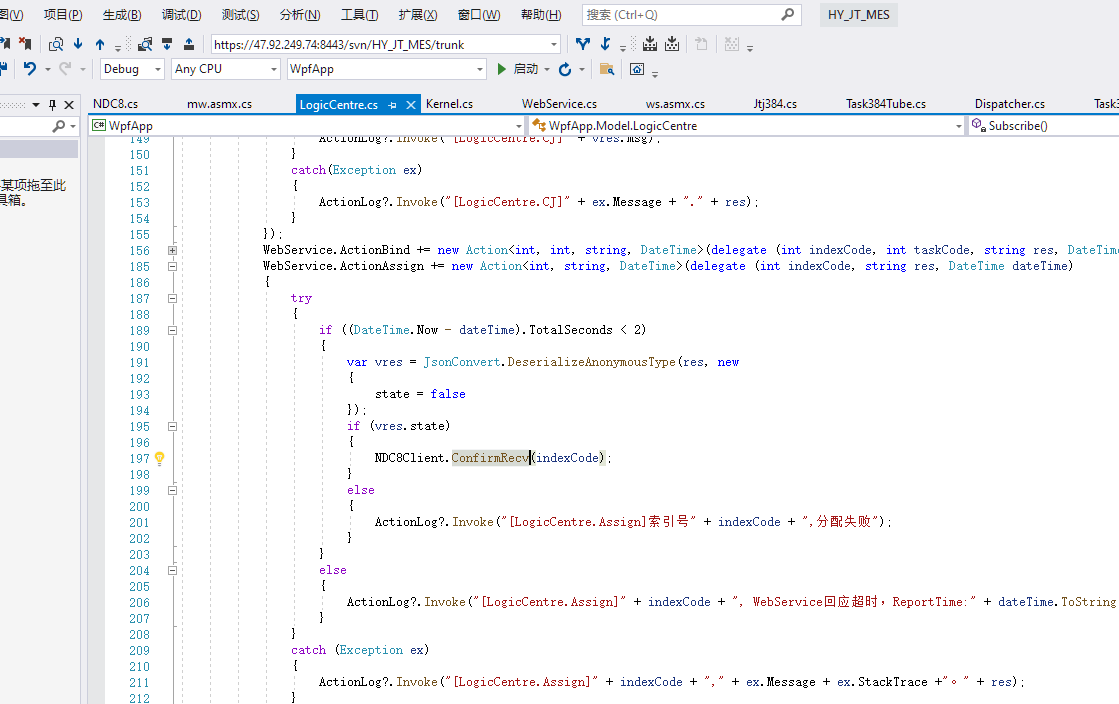 图(V) 项目(P) 生成(B) 调试(D) 测试(S) 分析(N) 工具(T) 扩展(X) 窗口(W) 帮助(H) 搜索 (Ctrl+Q) HY_JT_MES
https://47.92.249.74:8443/svn/HY_JT_MES/trunk
Debug Any CPU WpfApp 启动
NDC8.cs mw.asmx.cs LogicCentre.cs Kernel.cs WebService.cs ws.asmx.cs Jtj384.cs Task384Tube.cs Dispatcher.cs Task3
C# WpfApp WpfApp.Model.LogicCentre Subscribe()
某项拖至此
具箱。
149 ActionLog?.Invoke("[LogicCentre.CJ]" + vres.msg);
150 }
151 catch(Exception ex)
152 {
153 ActionLog?.Invoke("[LogicCentre.CJ]" + ex.Message + "." + res);
154 }
155 });
156 WebService.ActionBind += new Action<int, int, string, DateTime>(delegate (int indexCode, int taskCode, string res, DateTime
185 WebService.ActionAssign += new Action<int, string, DateTime>(delegate (int indexCode, string res, DateTime dateTime)
186 {
187 try
188 {
189 if ((DateTime.Now - dateTime).TotalSeconds < 2)
190 {
191 var vres = JsonConvert.DeserializeAnonymousType(res, new
192 {
193 state = false
194 });
195 if (vres.state)
196 {
197 NDC8Client.ConfirmRecv(indexCode);
198 }
199 else
200 {
201 ActionLog?.Invoke("[LogicCentre.Assign]索引号" + indexCode + ",分配失败");
202 }
203 }
204 else
205 {
206 ActionLog?.Invoke("[LogicCentre.Assign]" + indexCode + ", WebService回应超时，ReportTime:" + dateTime.ToString
207 }
208 }
209 catch (Exception ex)
210 {
211 ActionLog?.Invoke("[LogicCentre.Assign]" + indexCode + "," + ex.Message + ex.StackTrace +"。" + res);
212 }